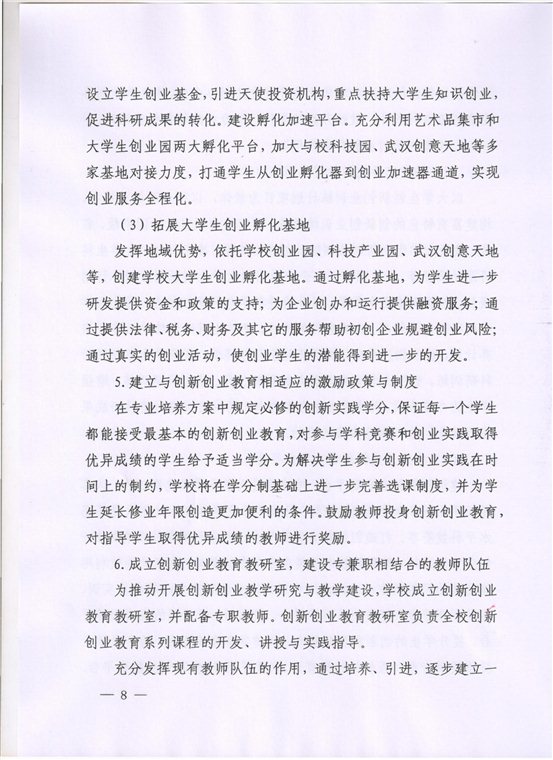 设立学生创业基金，引进天使投资机构，重点扶持大学生知识创业，
促进科研成果的转化。建设孵化加速平台。充分利用艺术品集市和
大学生创业园两大孵化平台，加大与校科技园、武汉创意天地等多
家基地对接力度，打通学生从创业孵化器到创业加速器通道，实现
创业服务全程化。
（3）拓展大学生创业孵化基地
发挥地域优势，依托学校创业园、科技产业园、武汉创意天地
等，创建学校大学生创业孵化基地。通过孵化基地，为学生进一步
研发提供资金和政策的支持；为企业创办和运行提供融资服务；通
过提供法律、税务、财务及其它的服务帮助初创企业规避创业风险；
通过真实的创业活动，使创业学生的潜能得到进一步的开发。
5.建立与创新创业教育相适应的激励政策与制度
在专业培养方案中规定必修的创新实践学分，保证每一个学生
都能接受最基本的创新创业教育，对参与学科竞赛和创业实践取得
优异成绩的学生给予适当学分。为解决学生参与创新创业实践在时
间上的制约，学校将在学分制基础上进一步完善选课制度，并为学
生延长修业年限创造更加便利的条件。鼓励教师投身创新创业教育，
对指导学生取得优异成绩的教师进行奖励。
6.成立创新创业教育教研室，建设专兼职相结合的教师队伍
为推动开展创新创业教学研究与教学建设，学校成立创新创业
教育教研室，并配备专职教师。创新创业教育教研室负责全校创新
创业教育系列课程的开发、讲授与实践指导。
充分发挥现有教师队伍的作用，通过培养、引进，逐步建立一
— 8 —